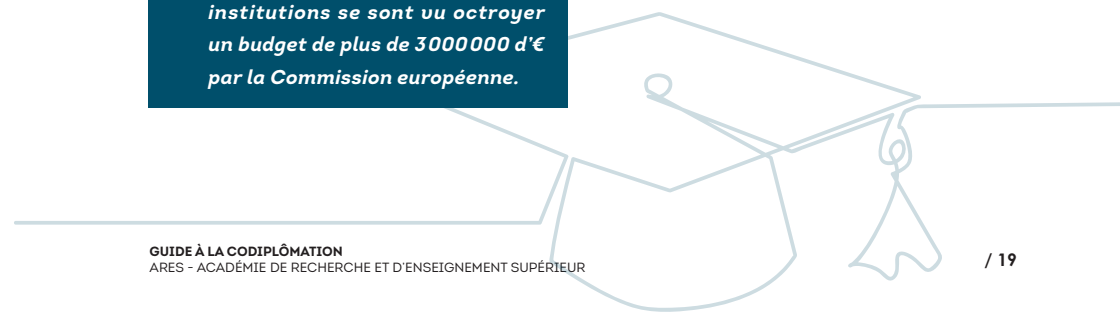 institutions se sont vu octroyer
un budget de plus de 3 000 000 d'€
par la Commission européenne.
GUIDE À LA CODIPLÔMATION
ARES - ACADÉMIE DE RECHERCHE ET D'ENSEIGNEMENT SUPÉRIEUR
/ 19